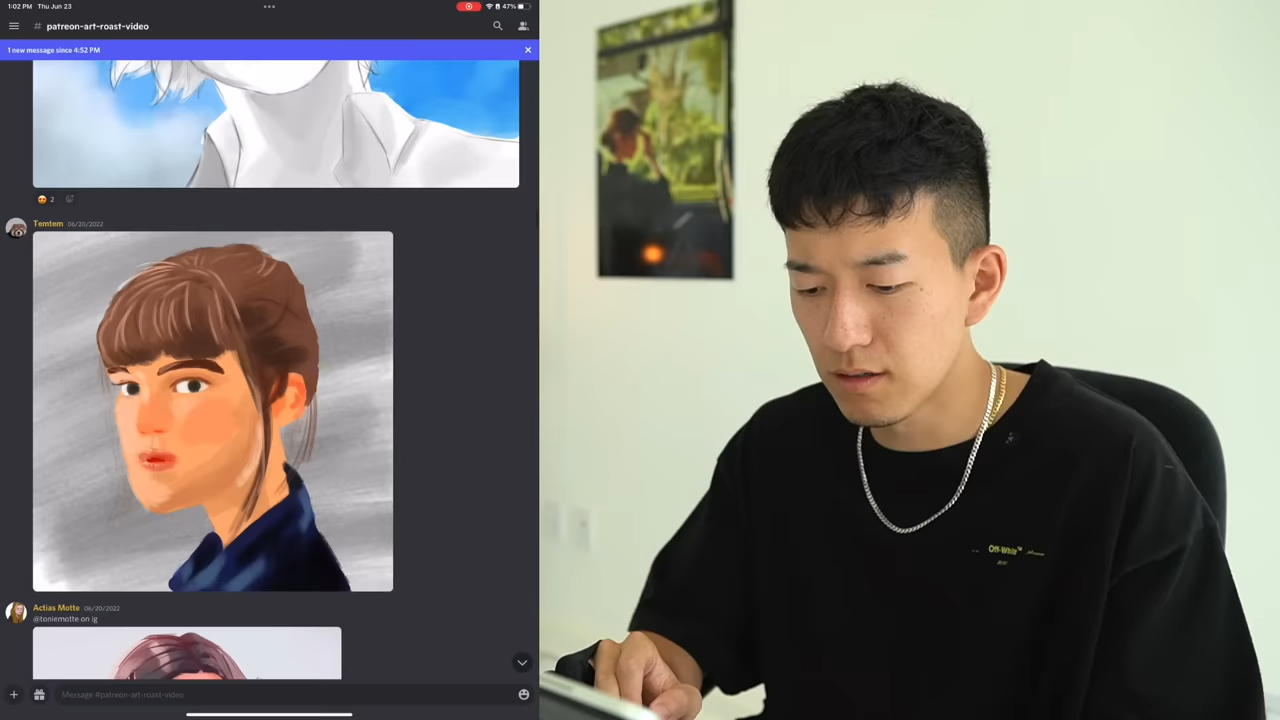 1:02 PM Thu Jun 23
47%
# patreon-art-roast-video
1 new message since 4:52 PM
2
Temtem 06/20/2022
Actias Motte 06/20/2022
@toniemotte on ig
Message #patreon-art-roast-video
Off-White™